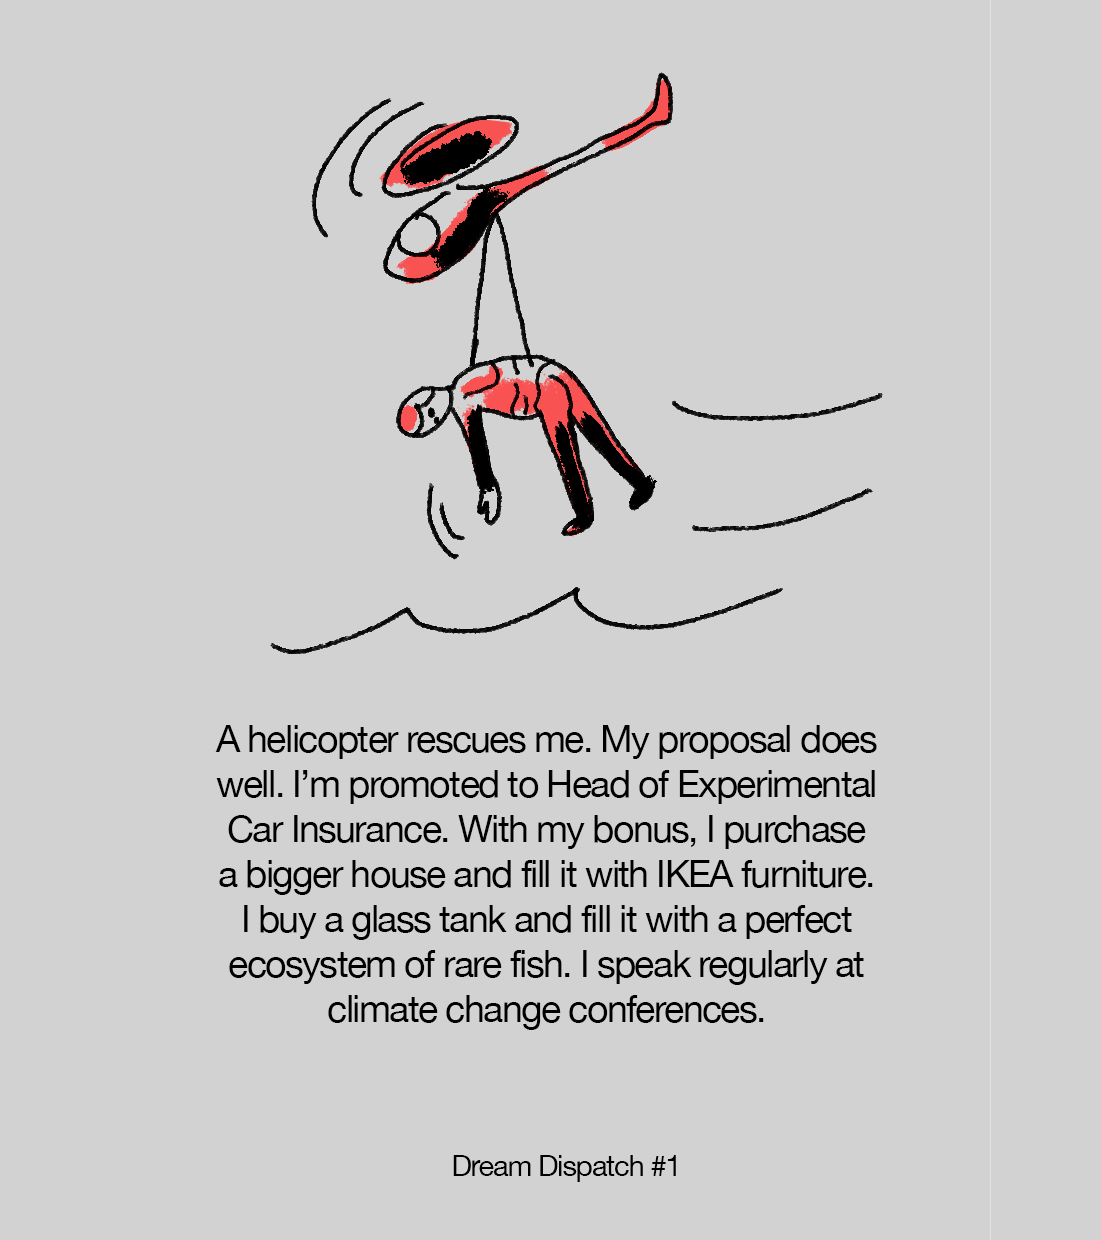 A helicopter rescues me. My proposal does
well. I’m promoted to Head of Experimental
Car Insurance. With my bonus, I purchase
a bigger house and fill it with IKEA furniture.
I buy a glass tank and fill it with a perfect
ecosystem of rare fish. I speak regularly at
climate change conferences.
Dream Dispatch #1